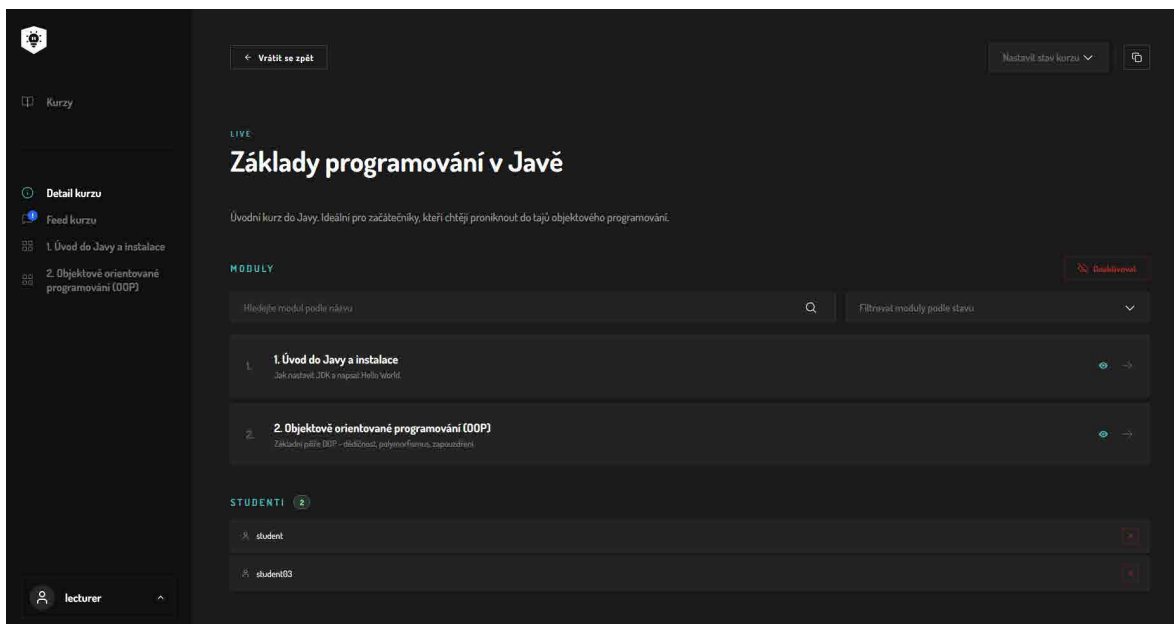 ← Vrátit se zpět
Nastavit stav kurzu
Kurzy
LIVE
Základy programování v Javě
Detail kurzu
Feed kurzu
1. Úvod do Javy a instalace
2. Objektově orientované
programování (OOP)
Úvodní kurz do Javy. Ideální pro začátečníky, kteří chtějí proniknout do tajů objektového programování.
MODULY
Deaktivovat
Hledejte modul podle názvu
Filtrovat moduly podle stavu
1. 1. Úvod do Javy a instalace
Jak nastavit JDK a napsat Hello World.
2. 2. Objektově orientované programování (OOP)
Základní pilíře OOP – dědičnost, polymorfismus, zapouzdření.
STUDENTI 2
student
student03
lecturer